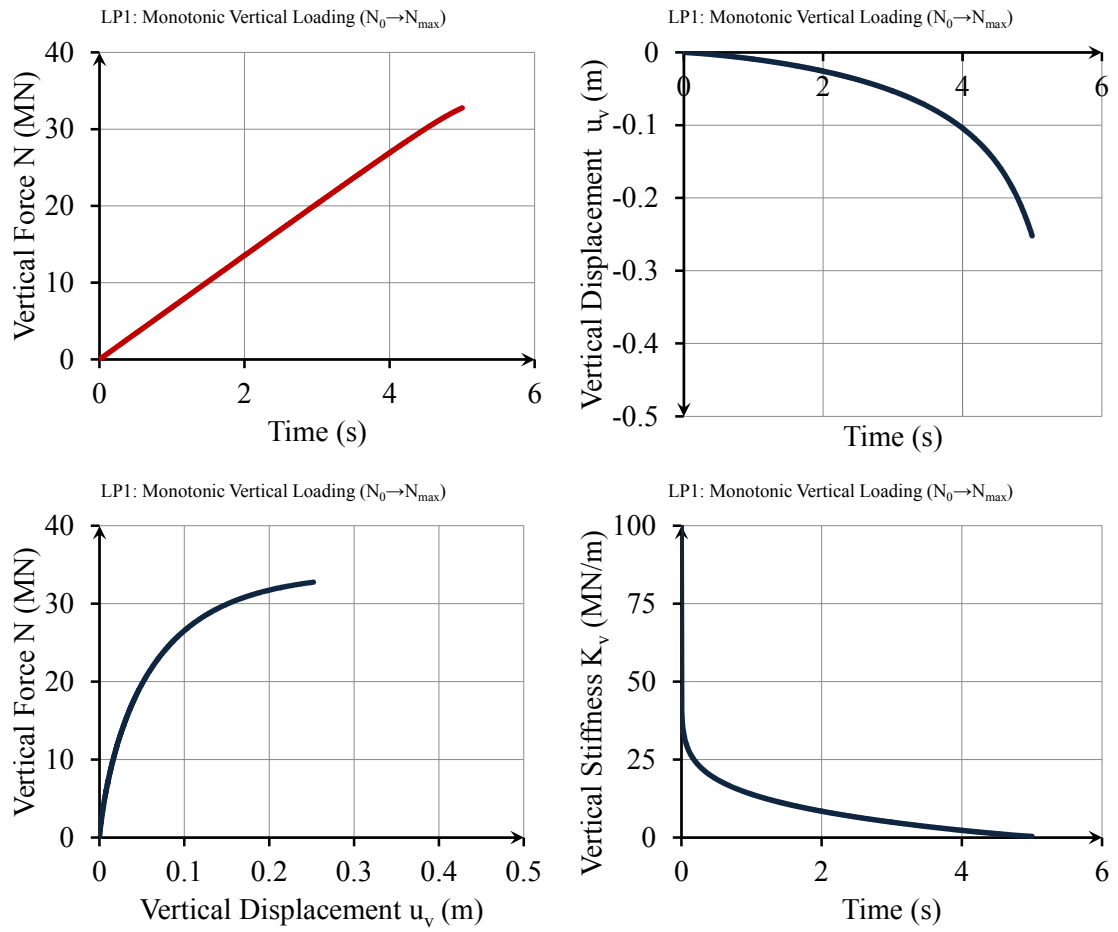 LP1: Monotonic Vertical Loading (N₀→Nₘₐₓ)
Vertical Force N (MN)
40
30
20
10
0
0 2 4 6
Time (s)
LP1: Monotonic Vertical Loading (N₀→Nₘₐₓ)
Vertical Displacement uᵥ (m)
0
-0.1
-0.2
-0.3
-0.4
-0.5
0 2 4 6
Time (s)
LP1: Monotonic Vertical Loading (N₀→Nₘₐₓ)
Vertical Force N (MN)
40
30
20
10
0
0 0.1 0.2 0.3 0.4 0.5
Vertical Displacement uᵥ (m)
LP1: Monotonic Vertical Loading (N₀→Nₘₐₓ)
Vertical Stiffness Kᵥ (MN/m)
100
75
50
25
0
0 2 4 6
Time (s)